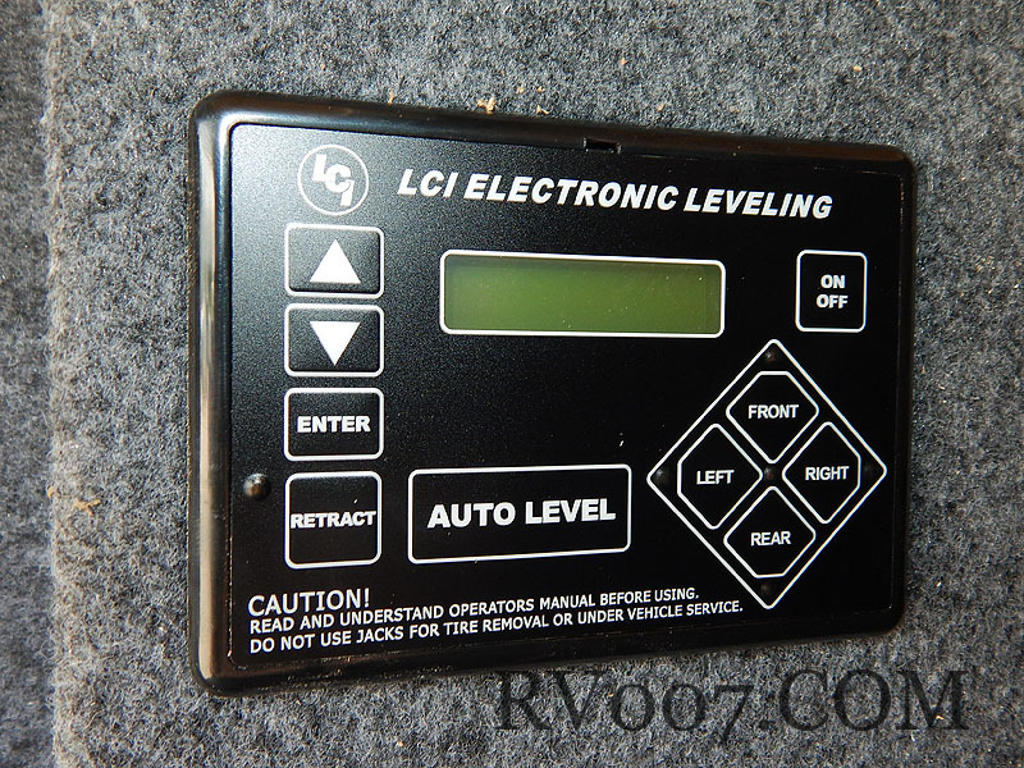 LCI
LCI ELECTRONIC LEVELING
ON
OFF
ENTER
RETRACT
AUTO LEVEL
FRONT
LEFT
RIGHT
REAR
CAUTION!
READ AND UNDERSTAND OPERATORS MANUAL BEFORE USING.
DO NOT USE JACKS FOR TIRE REMOVAL OR UNDER VEHICLE SERVICE.
RV007.COM